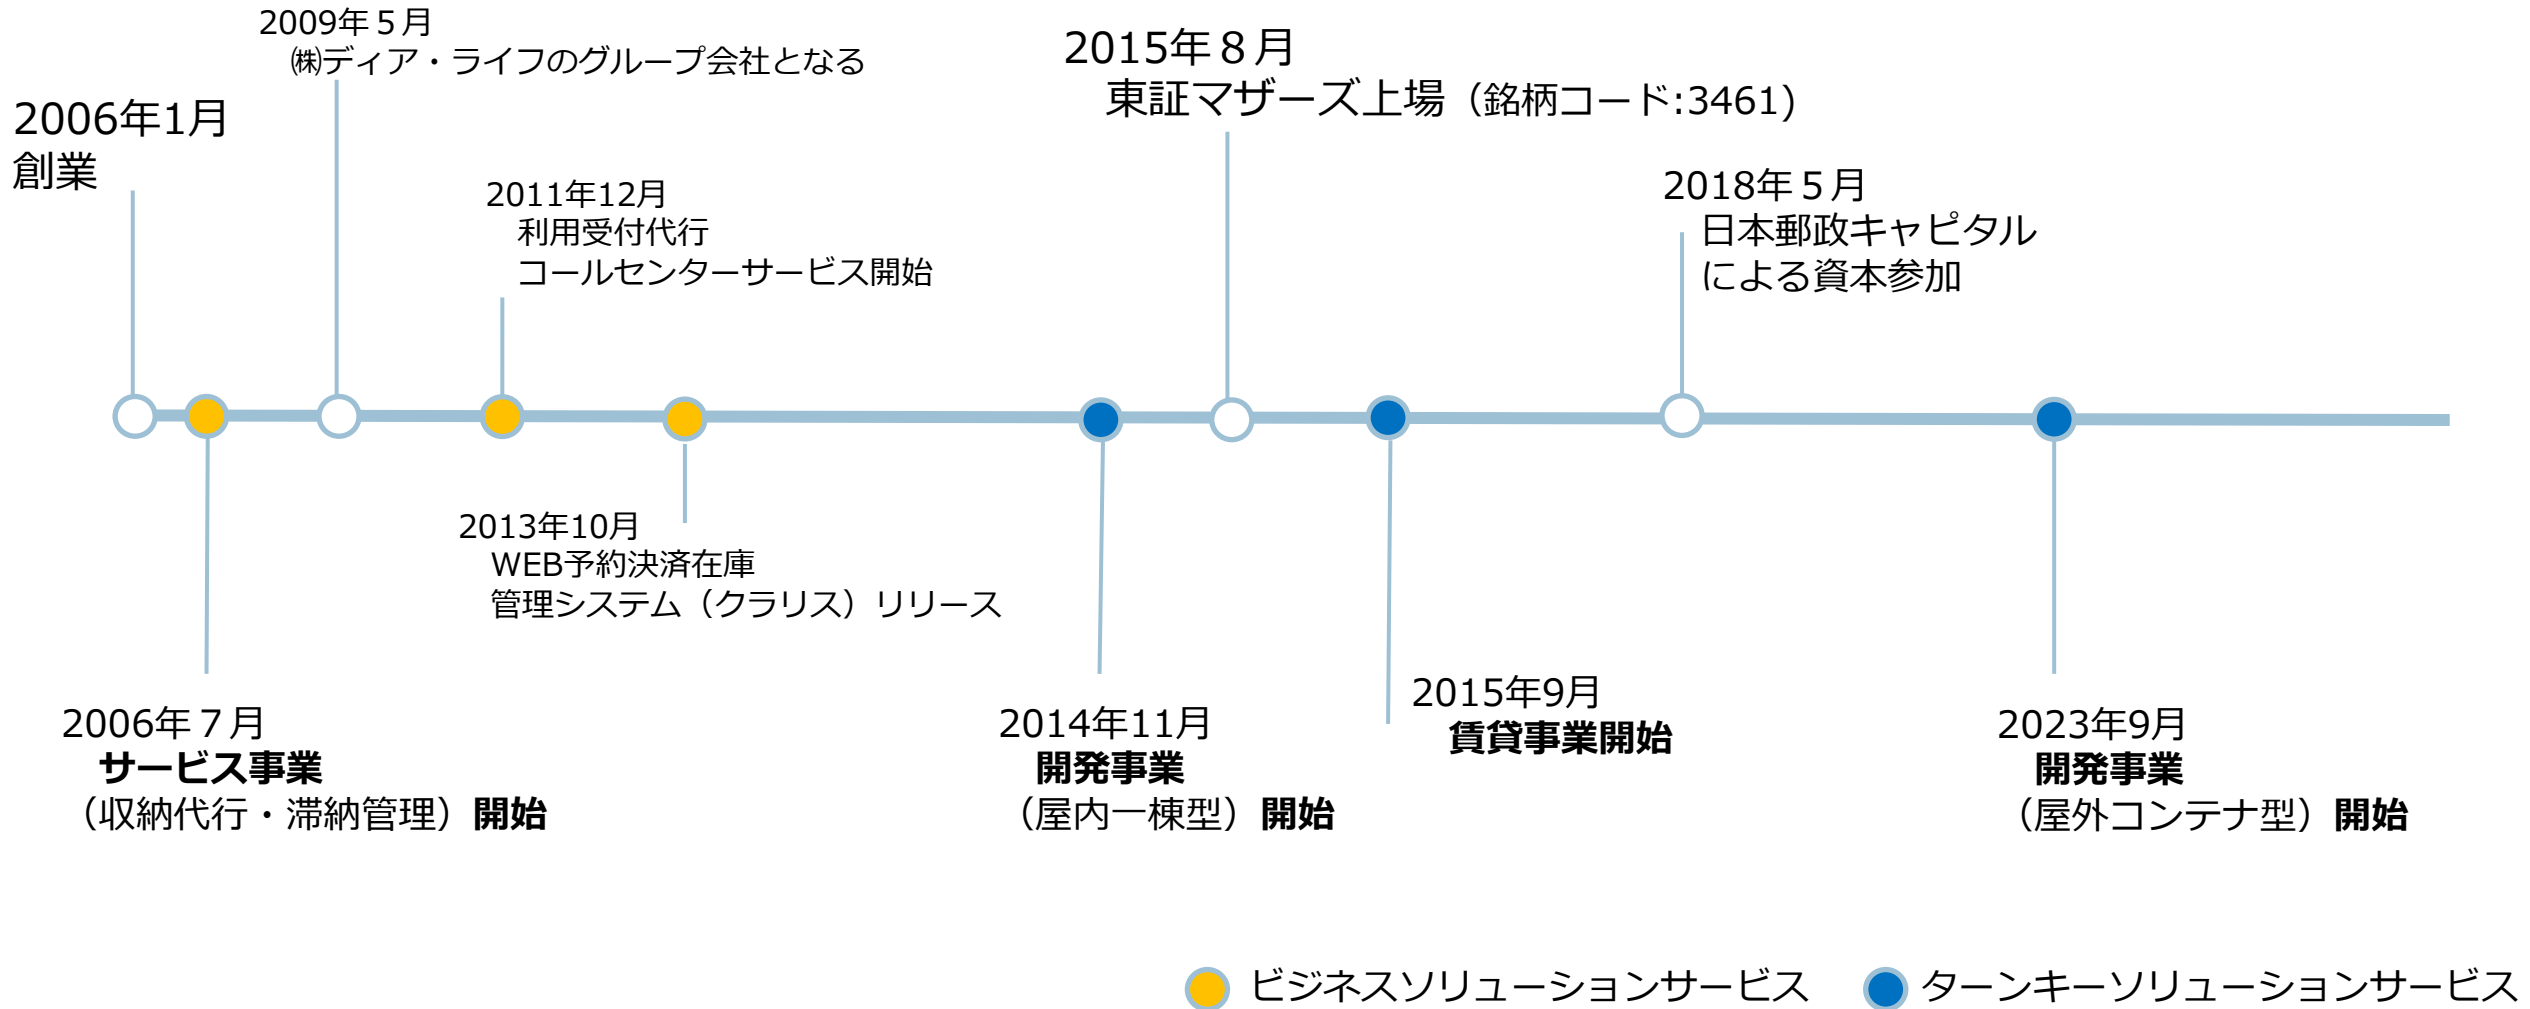 2009年５月
㈱ディア・ライフのグループ会社となる
2015年８月
東証マザーズ上場（銘柄コード:3461)
2006年1月
創業
2011年12月
利用受付代行
コールセンターサービス開始
2018年５月
日本郵政キャピタル
による資本参加
2013年10月
WEB予約決済在庫
管理システム（クラリス）リリース
2006年７月
サービス事業
（収納代行・滞納管理）開始
2014年11月
開発事業
（屋内一棟型）開始
2015年9月
賃貸事業開始
2023年9月
開発事業
（屋外コンテナ型）開始
ビジネスソリューションサービス
ターンキーソリューションサービス